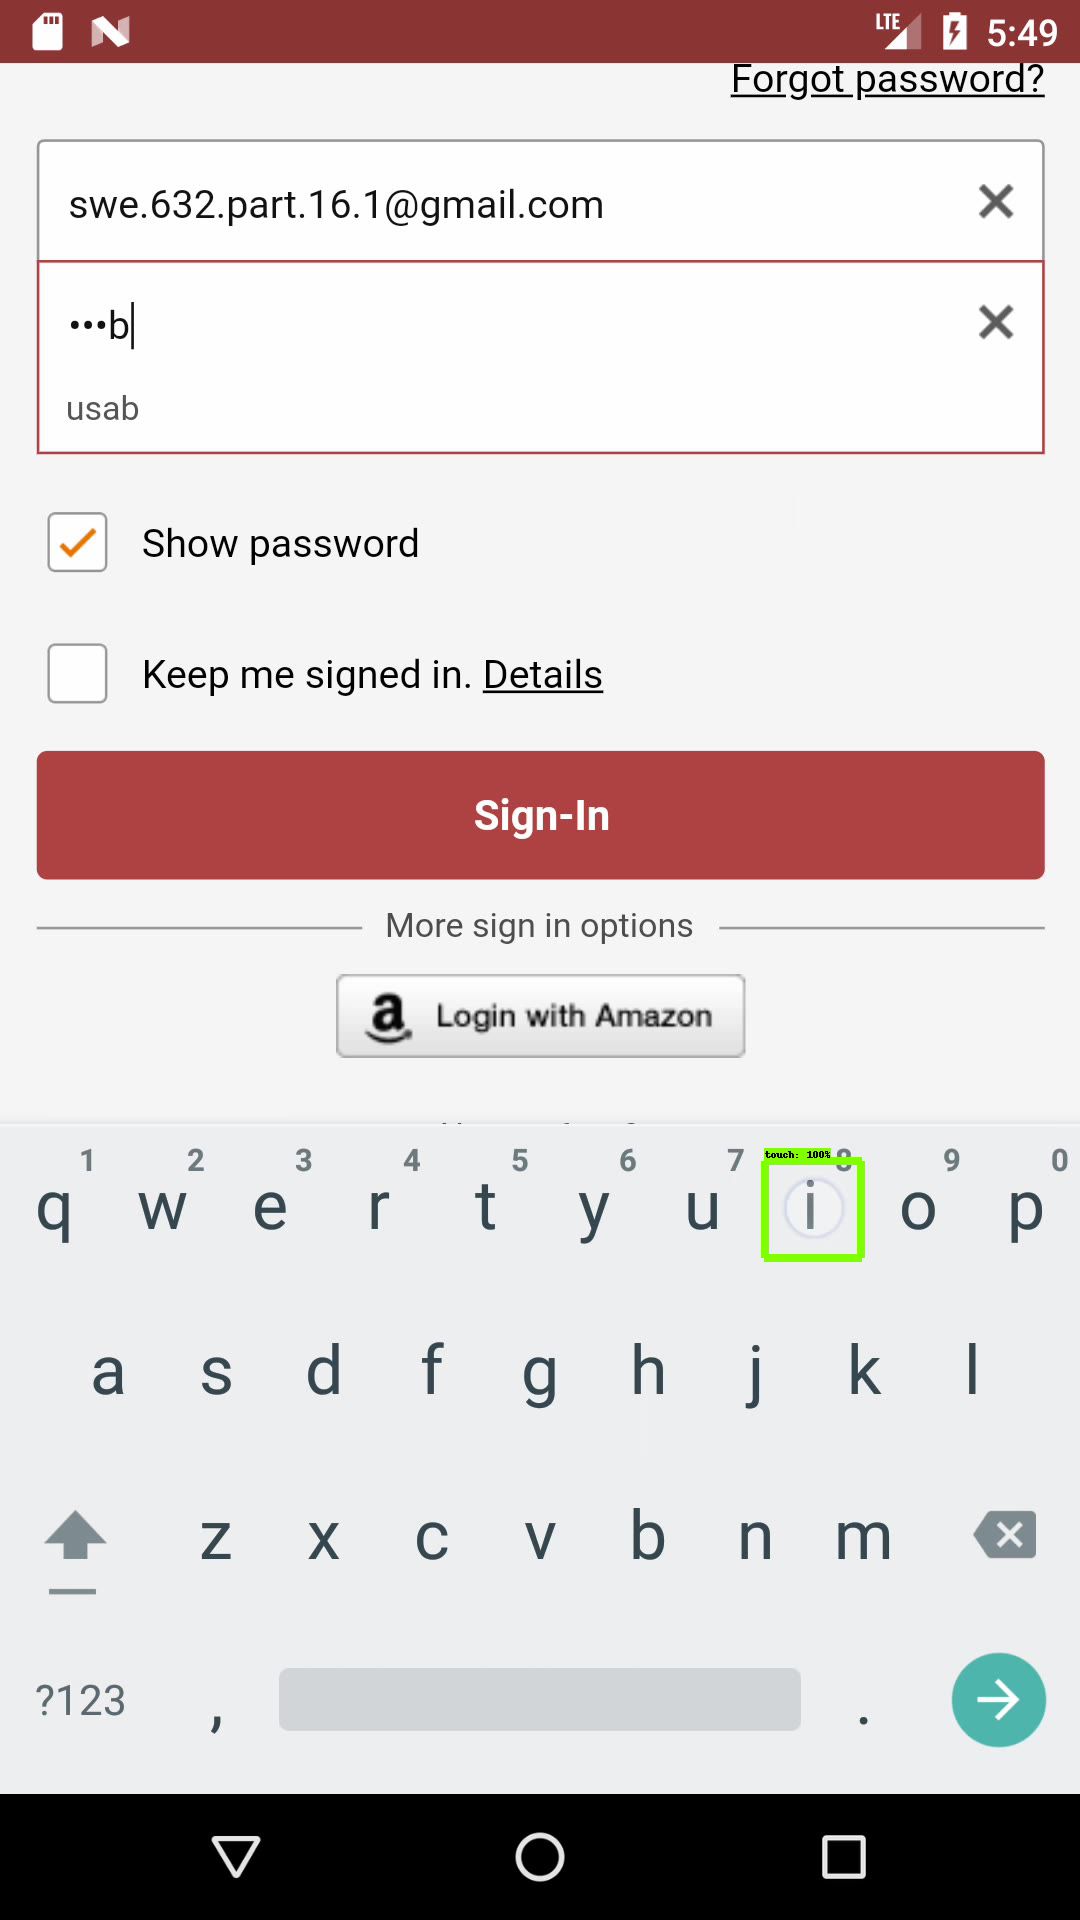 LTE 5:49
Forgot password?
swe.632.part.16.1@gmail.com
•••b
usab
Show password
Keep me signed in. Details
Sign-In
More sign in options
a Login with Amazon
touch: 100%
1 2 3 4 5 6 7 8 9 0
q w e r t y u i o p
a s d f g h j k l
z x c v b n m
?123 , .